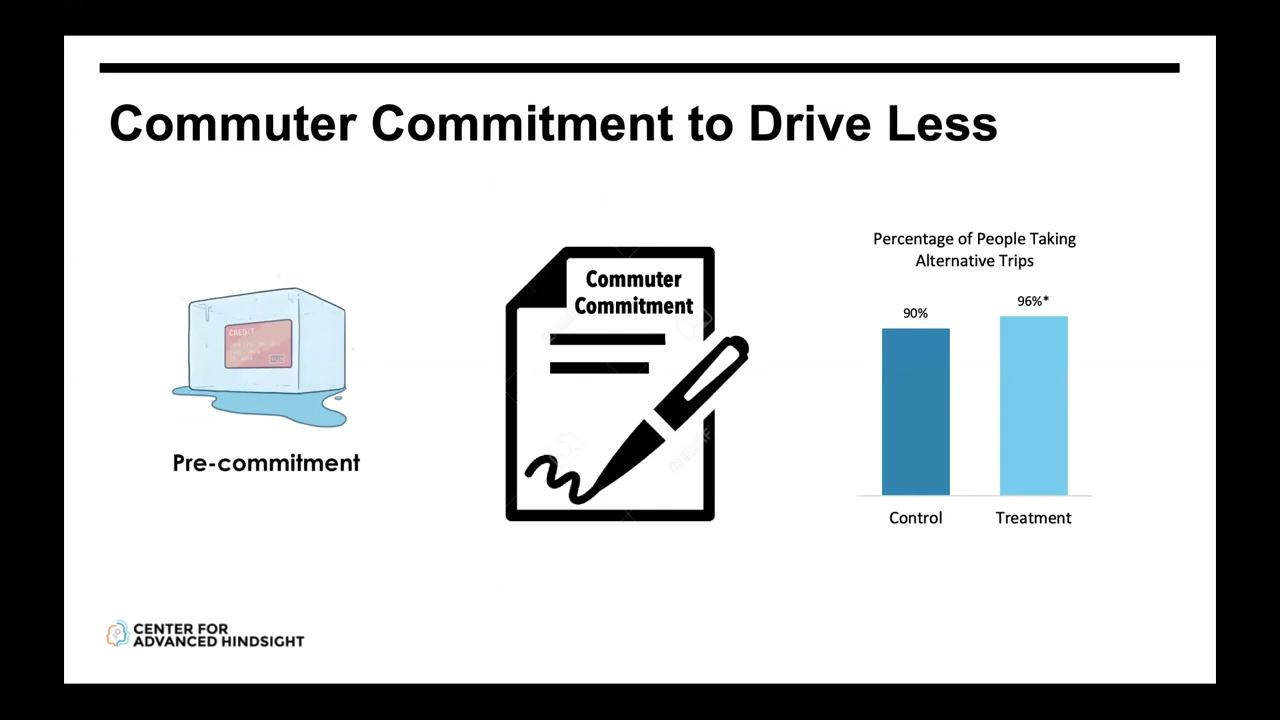 Commuter Commitment to Drive Less
CREDIT
Pre-commitment
Commuter
Commitment
Percentage of People Taking
Alternative Trips
90%
96%*
Control
Treatment
CENTER FOR
ADVANCED HINDSIGHT